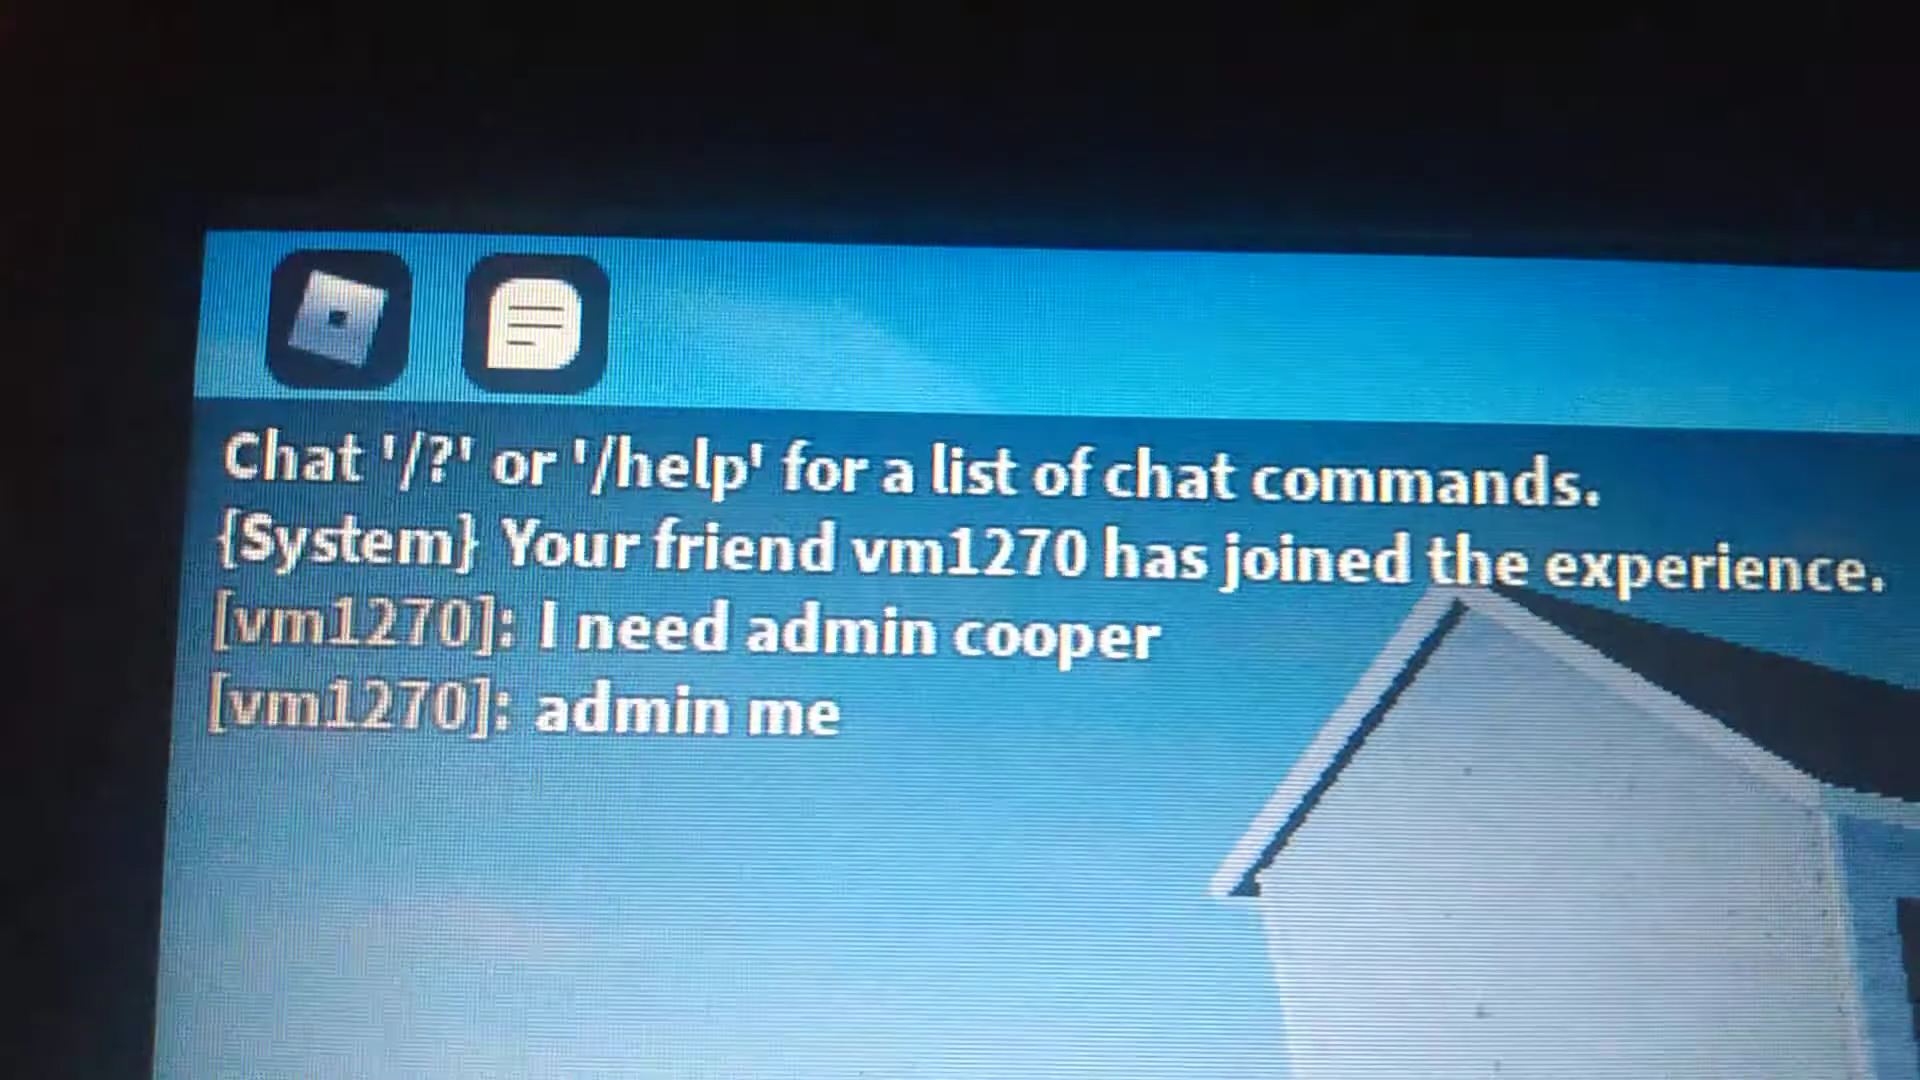 Chat '/?' or '/help' for a list of chat commands.
{System} Your friend vm1270 has joined the experience.
[vm1270]: I need admin cooper
[vm1270]: admin me